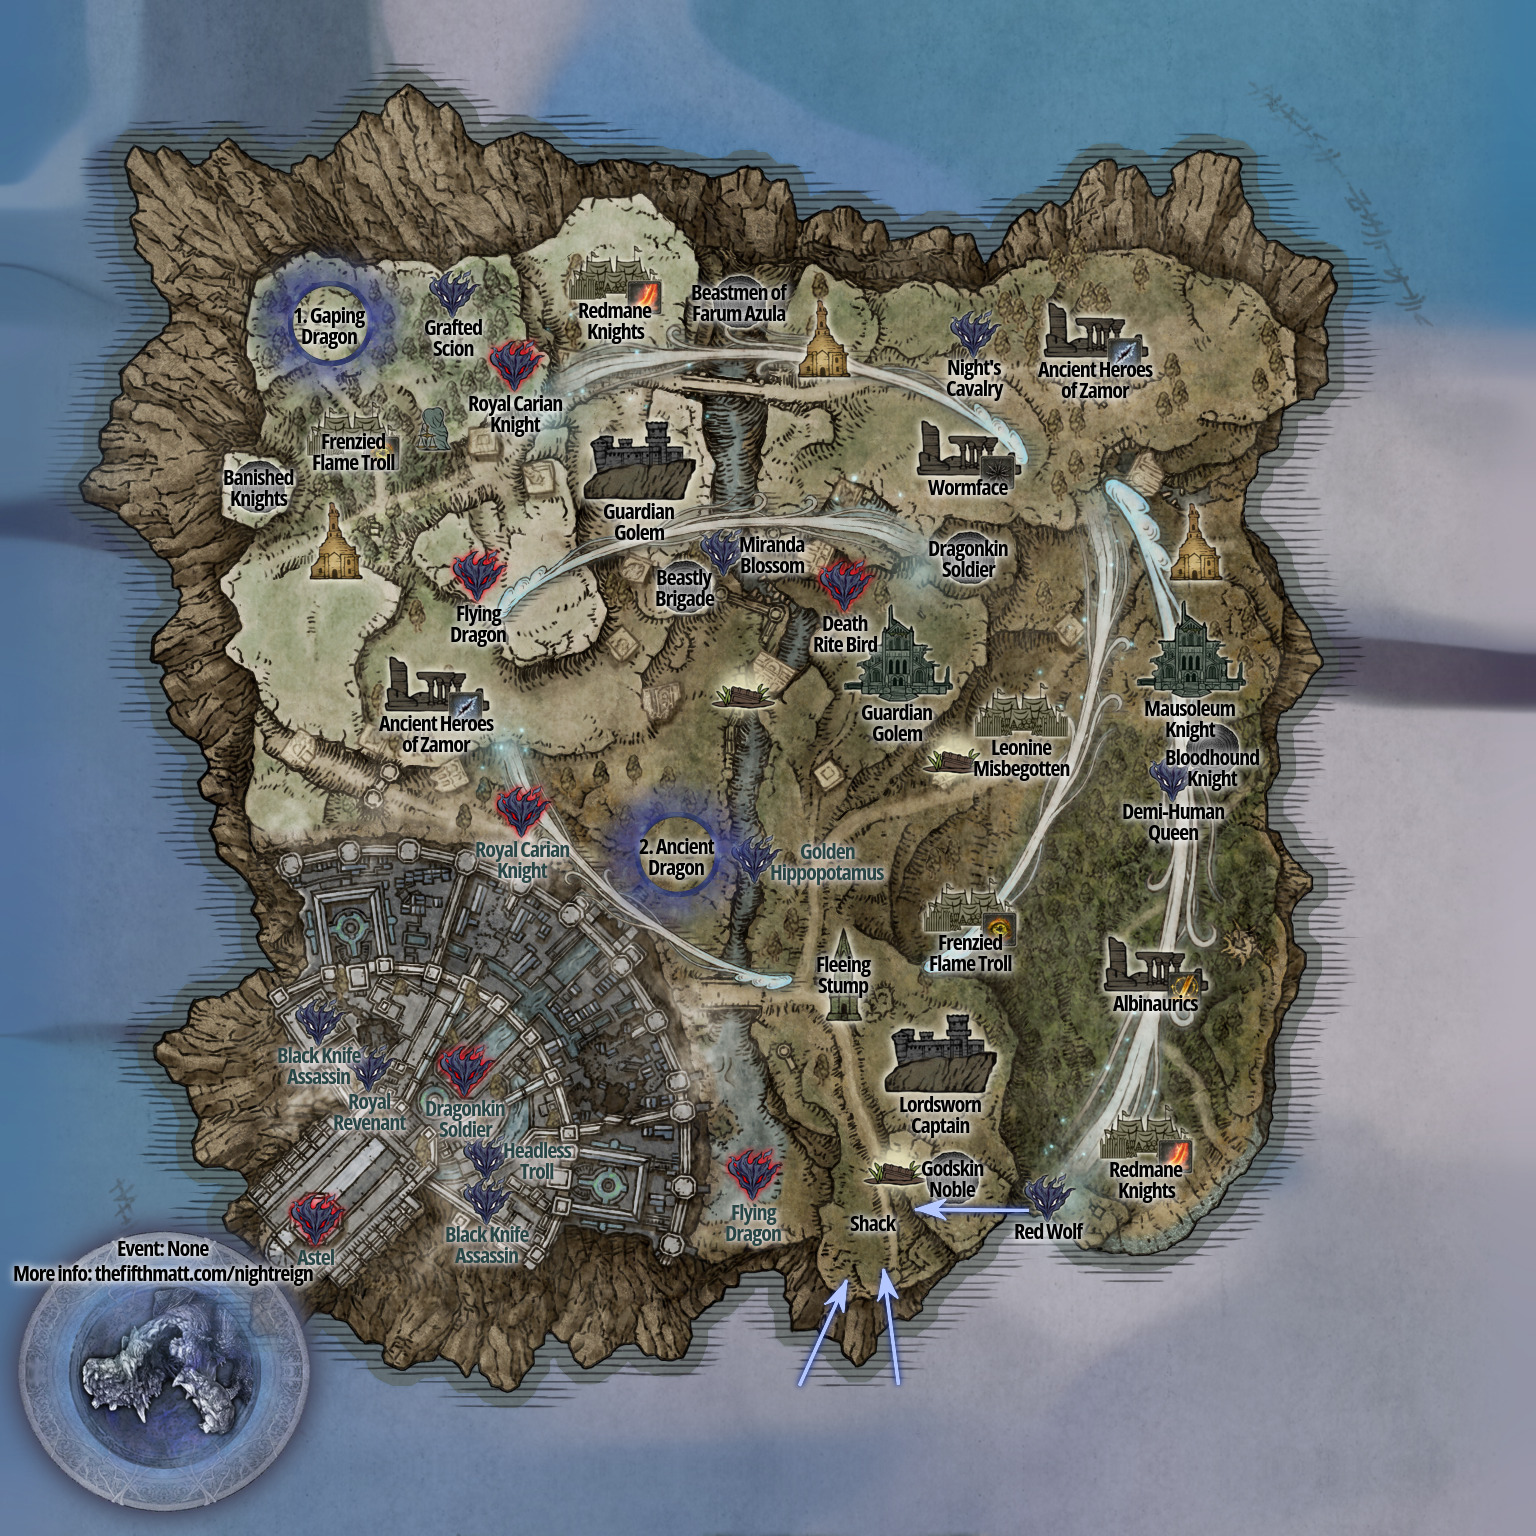 1. Gaping
Dragon
Grafted
Scion
Redmane
Knights
Beastmen of
Farum Azula
Night's
Cavalry
Ancient Heroes
of Zamor
Royal Carian
Knight
Frenzied
Flame Troll
Banished
Knights
Guardian
Golem
Wormface
Miranda
Blossom
Dragonkin
Soldier
Beastly
Brigade
Flying
Dragon
Death
Rite Bird
Ancient Heroes
of Zamor
Guardian
Golem
Leonine
Misbegotten
Mausoleum
Knight
Bloodhound
Knight
Demi-Human
Queen
Royal Carian
Knight
2. Ancient
Dragon
Golden
Hippopotamus
Fleeing
Stump
Frenzied
Flame Troll
Albinaurics
Black Knife
Assassin
Royal
Revenant
Dragonkin
Soldier
Headless
Troll
Lordsworn
Captain
Godskin
Noble
Redmane
Knights
Shack
Red Wolf
Flying
Dragon
Black Knife
Assassin
Astel
Event: None
More info: thefifthmatt.com/nightreign